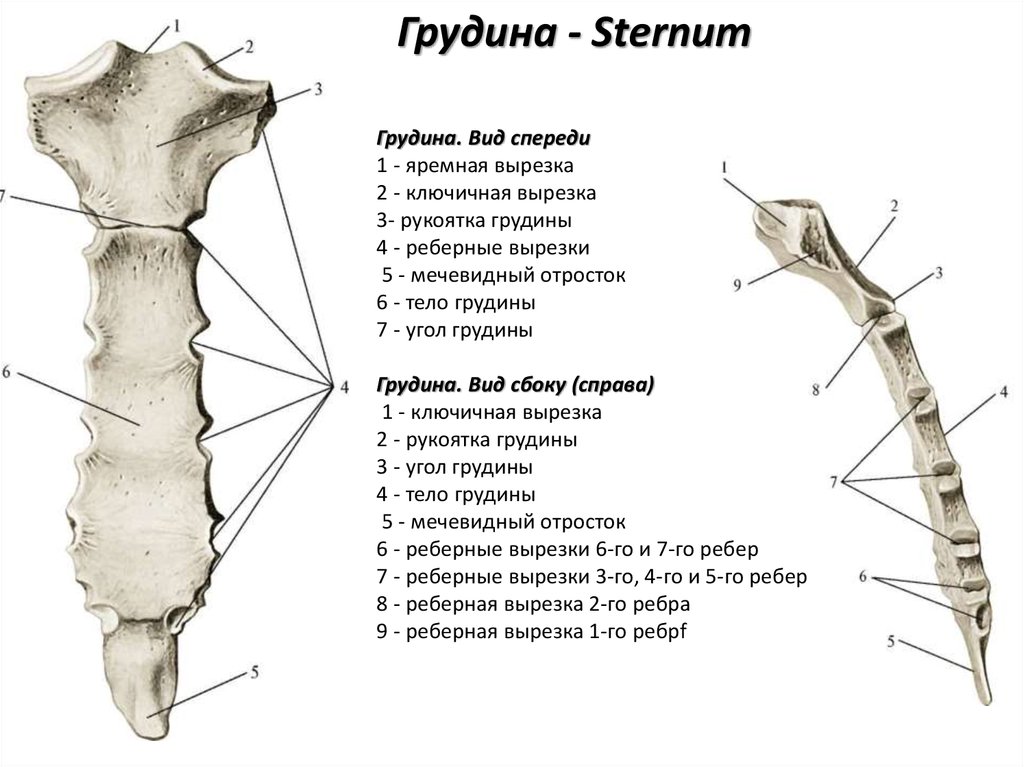 Грудина - Sternum
Грудина. Вид спереди
1 - яремная вырезка
2 - ключичная вырезка
3- рукоятка грудины
4 - реберные вырезки
5 - мечевидный отросток
6 - тело грудины
7 - угол грудины
Грудина. Вид сбоку (справа)
1 - ключичная вырезка
2 - рукоятка грудины
3 - угол грудины
4 - тело грудины
5 - мечевидный отросток
6 - реберные вырезки 6-го и 7-го ребер
7 - реберные вырезки 3-го, 4-го и 5-го ребер
8 - реберная вырезка 2-го ребра
9 - реберная вырезка 1-го ребрf
1
2
3
7
6
4
5
1
2
9
3
8
4
7
6
5